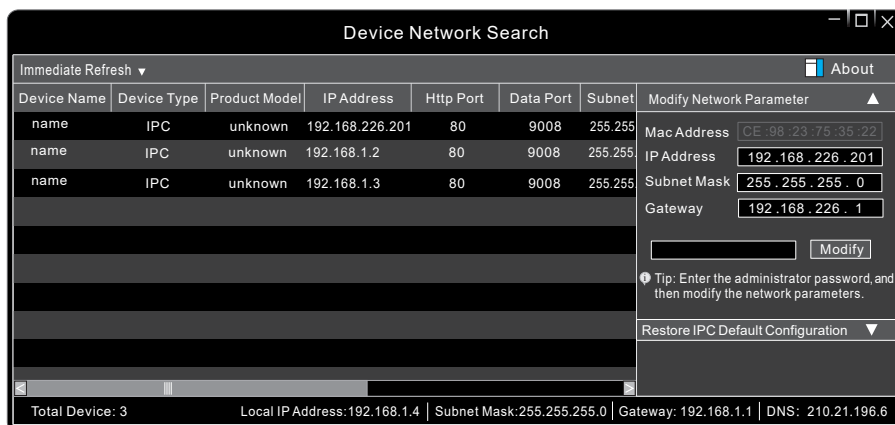 Device Network Search
Immediate Refresh
About
Device Name Device Type Product Model IP Address Http Port Data Port Subnet
name IPC unknown 192.168.226.201 80 9008 255.255
name IPC unknown 192.168.1.2 80 9008 255.255.
name IPC unknown 192.168.1.3 80 9008 255.255.
Modify Network Parameter
Mac Address CE :98 :23 :75 :35 :22
IP Address 192 .168 . 226 . 201
Subnet Mask 255 . 255 . 255 . 0
Gateway 192 .168 . 226 . 1
Modify
Tip: Enter the administrator password, and
then modify the network parameters.
Restore IPC Default Configuration
Total Device: 3 Local IP Address:192.168.1.4 Subnet Mask:255.255.255.0 Gateway: 192.168.1.1 DNS: 210.21.196.6